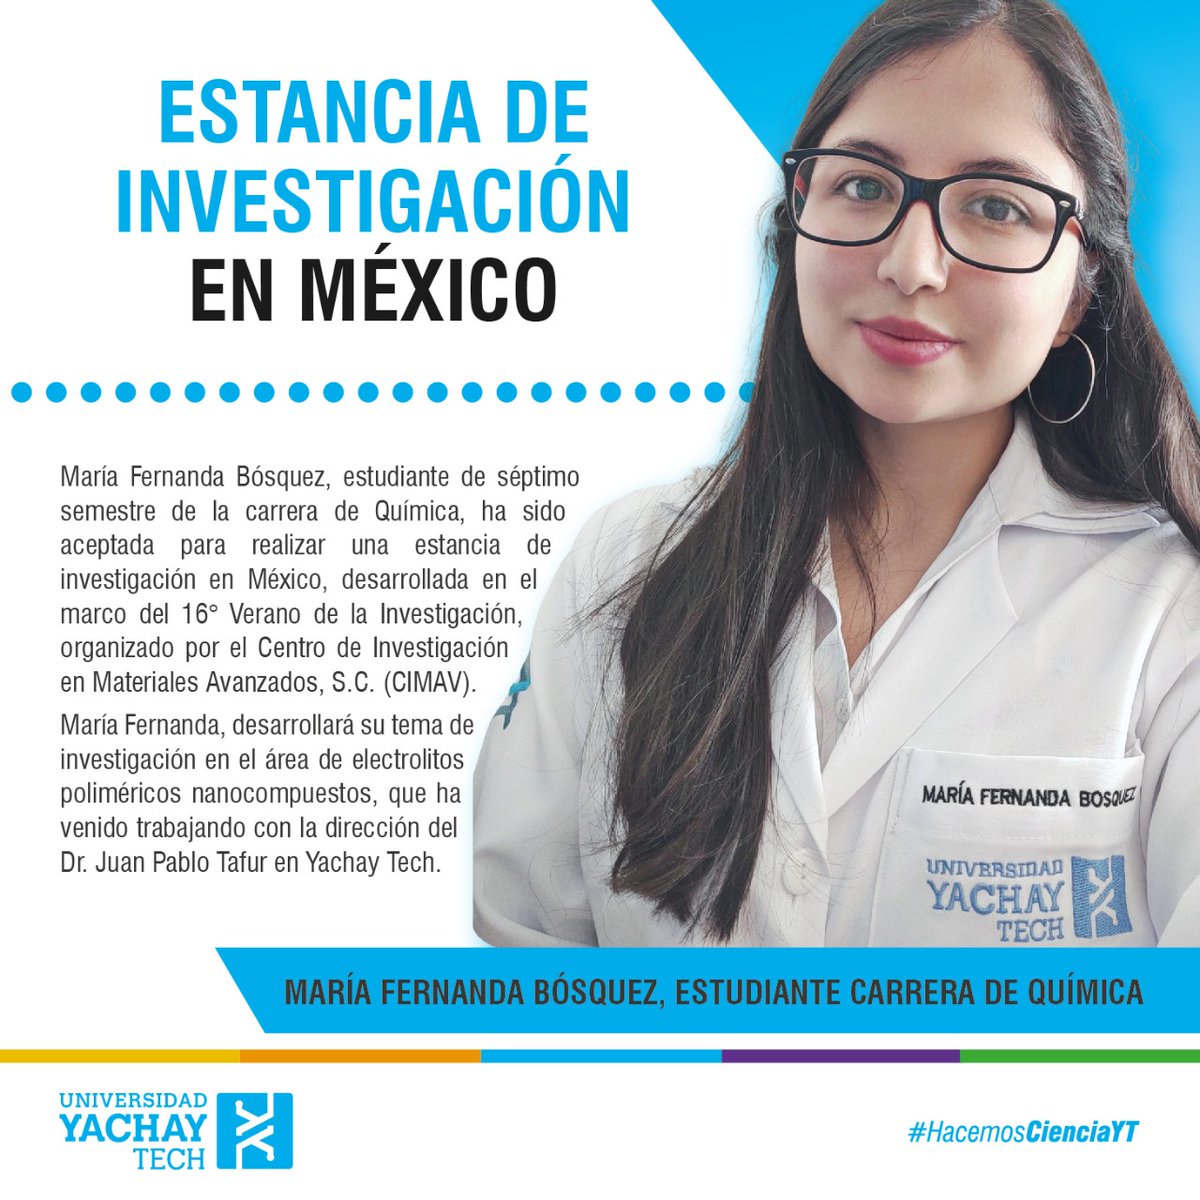 ESTANCIA DE
INVESTIGACIÓN
EN MÉXICO
María Fernanda Bósquez, estudiante de séptimo
semestre de la carrera de Química, ha sido
aceptada para realizar una estancia de
investigación en México, desarrollada en el
marco del 16° Verano de la Investigación,
organizado por el Centro de Investigación
en Materiales Avanzados, S.C. (CIMAV).
María Fernanda, desarrollará su tema de
investigación en el área de electrolitos
poliméricos nanocompuestos, que ha
venido trabajando con la dirección del
Dr. Juan Pablo Tafur en Yachay Tech.
MARÍA FERNANDA BOSQUEZ
UNIVERSIDAD
YACHAY
TECH
MARÍA FERNANDA BÓSQUEZ, ESTUDIANTE CARRERA DE QUÍMICA
UNIVERSIDAD
YACHAY
TECH
#HacemosCienciaYT